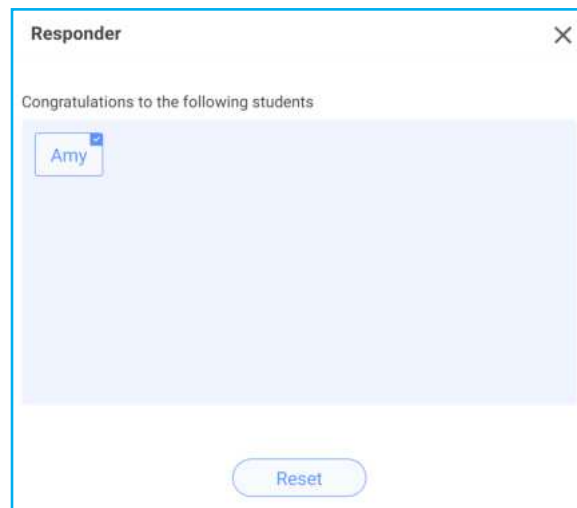 Responder
Congratulations to the following students
Amy
Reset